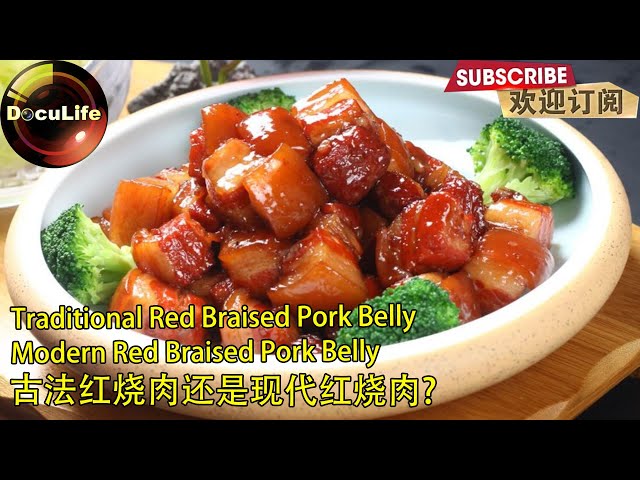 DocuLife
SUBSCRIBE
欢迎订阅
Traditional Red Braised Pork Belly
Modern Red Braised Pork Belly
古法红烧肉还是现代红烧肉?